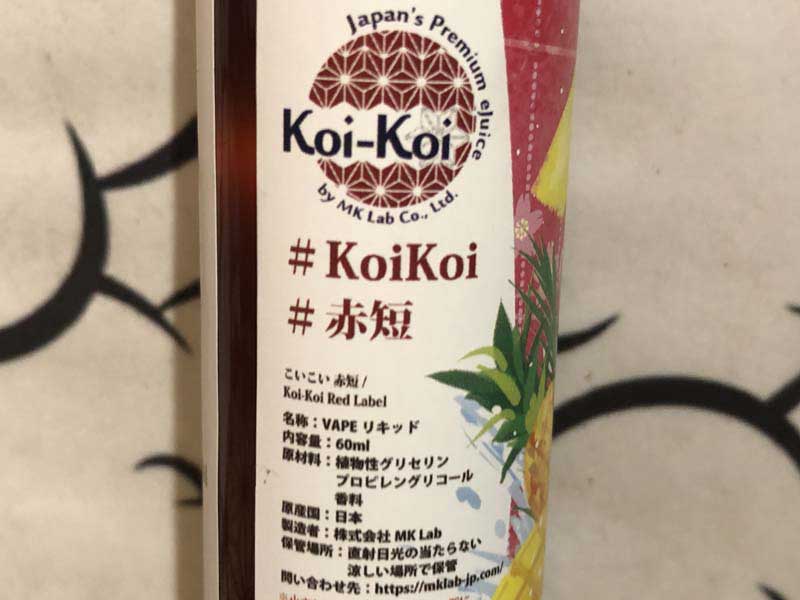 Japan's Premium eJuice
Koi-Koi
by MK Lab Co., Ltd.
# KoiKoi
# 赤短
こいこい 赤短 /
Koi-Koi Red Label
名称：VAPE リキッド
内容量：60ml
原材料：植物性グリセリン
プロピレングリコール
香料
原産国：日本
製造者：株式会社 MK Lab
保管場所：直射日光の当たらない
涼しい場所で保管
問い合わせ先：https://mklab-jp.com/